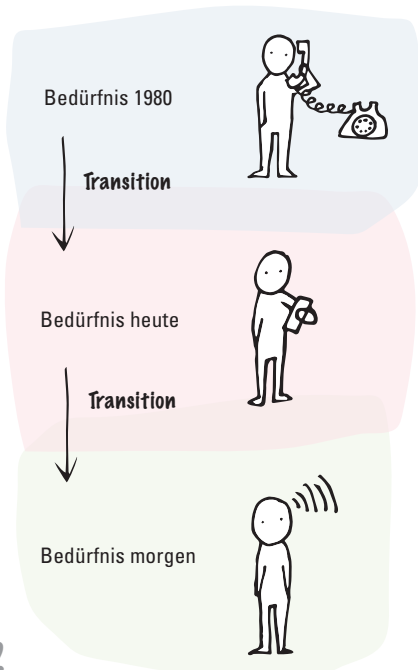 Bedürfnis 1980
Transition
Bedürfnis heute
Transition
Bedürfnis morgen